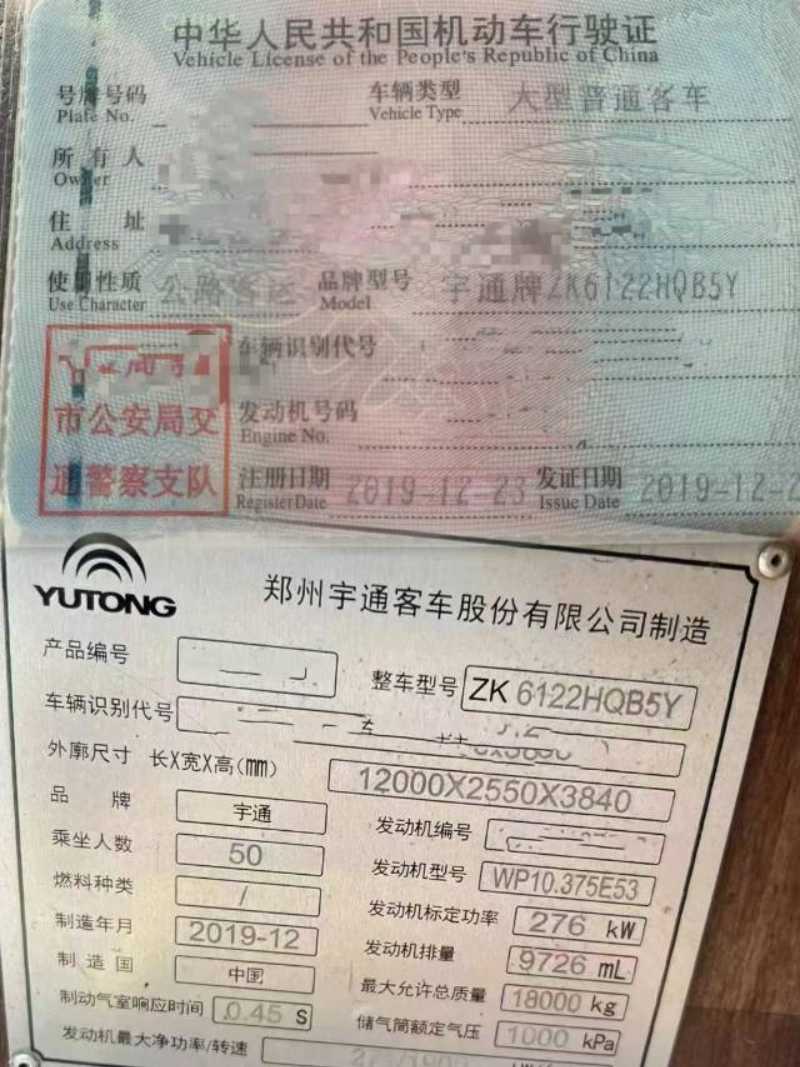 中华人民共和国机动车行驶证
Vehicle License of the People's Republic of China
号牌号码 车辆类型 大型普通客车
Plate No. Vehicle Type
所有人
Owner
住址
Address
使用性质 公路客运 品牌型号 宇通牌ZK6122HQB5Y
Use Character Model
车辆识别代号
市公安局交
通警察支队
发动机号码
Engine No.
注册日期 2019-12-23 发证日期 2019-12-2
Register Date Issue Date
YUTONG
郑州宇通客车股份有限公司制造
产品编号
整车型号 ZK 6122HQB5Y
车辆识别代号
外廓尺寸 长X宽X高(mm) 12000X2550X3840
品牌 宇通
发动机编号
乘坐人数 50
发动机型号 WP10.375E53
燃料种类 /
发动机标定功率 276 kW
制造年月 2019-12
发动机排量 9726 mL
制造国 中国
最大允许总质量 18000 kg
制动气室响应时间 0.45 S
储气筒额定气压 1000 kPa
发动机最大净功率/转速